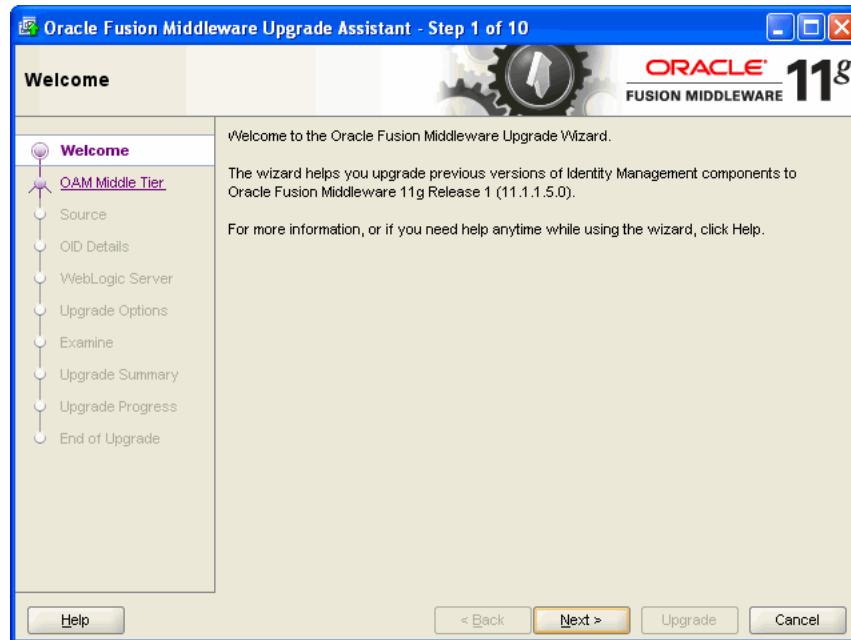 Oracle Fusion Middleware Upgrade Assistant - Step 1 of 10
Welcome
ORACLE
FUSION MIDDLEWARE
11g
Welcome
OAM Middle Tier
Source
OID Details
WebLogic Server
Upgrade Options
Examine
Upgrade Summary
Upgrade Progress
End of Upgrade
Welcome to the Oracle Fusion Middleware Upgrade Wizard.
The wizard helps you upgrade previous versions of Identity Management components to
Oracle Fusion Middleware 11g Release 1 (11.1.1.5.0).
For more information, or if you need help anytime while using the wizard, click Help.
Help
< Back
Next >
Upgrade
Cancel